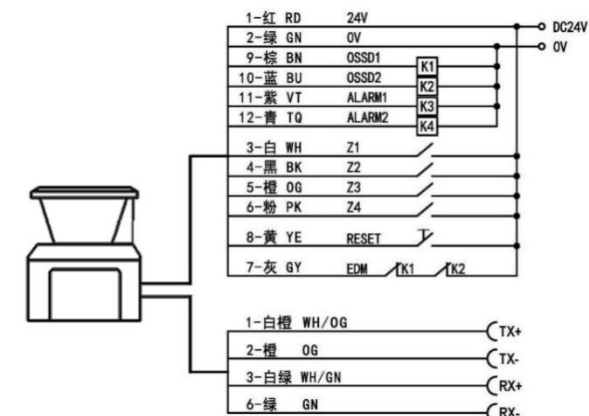 1-红 RD 24V DC24V
2-绿 GN 0V 0V
9-棕 BN OSSD1 K1
10-蓝 BU OSSD2 K2
11-紫 VT ALARM1 K3
12-青 TQ ALARM2 K4
3-白 WH Z1
4-黑 BK Z2
5-橙 OG Z3
6-粉 PK Z4
8-黄 YE RESET
7-灰 GY EDM K1 K2
1-白橙 WH/OG TX+
2-橙 OG TX-
3-白绿 WH/GN RX+
6-绿 GN RX-